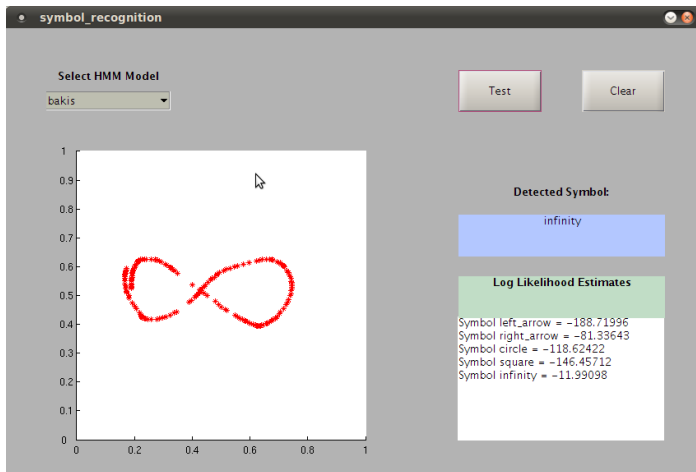 symbol_recognition
Select HMM Model
bakis
Test
Clear
1
0.9
0.8
0.7
0.6
0.5
0.4
0.3
0.2
0.1
0
0
0.2
0.4
0.6
0.8
1
Detected Symbol:
infinity
Log Likelihood Estimates
Symbol left_arrow = -188.71996
Symbol right_arrow = -81.33643
Symbol circle = -118.62422
Symbol square = -146.45712
Symbol infinity = -11.99098